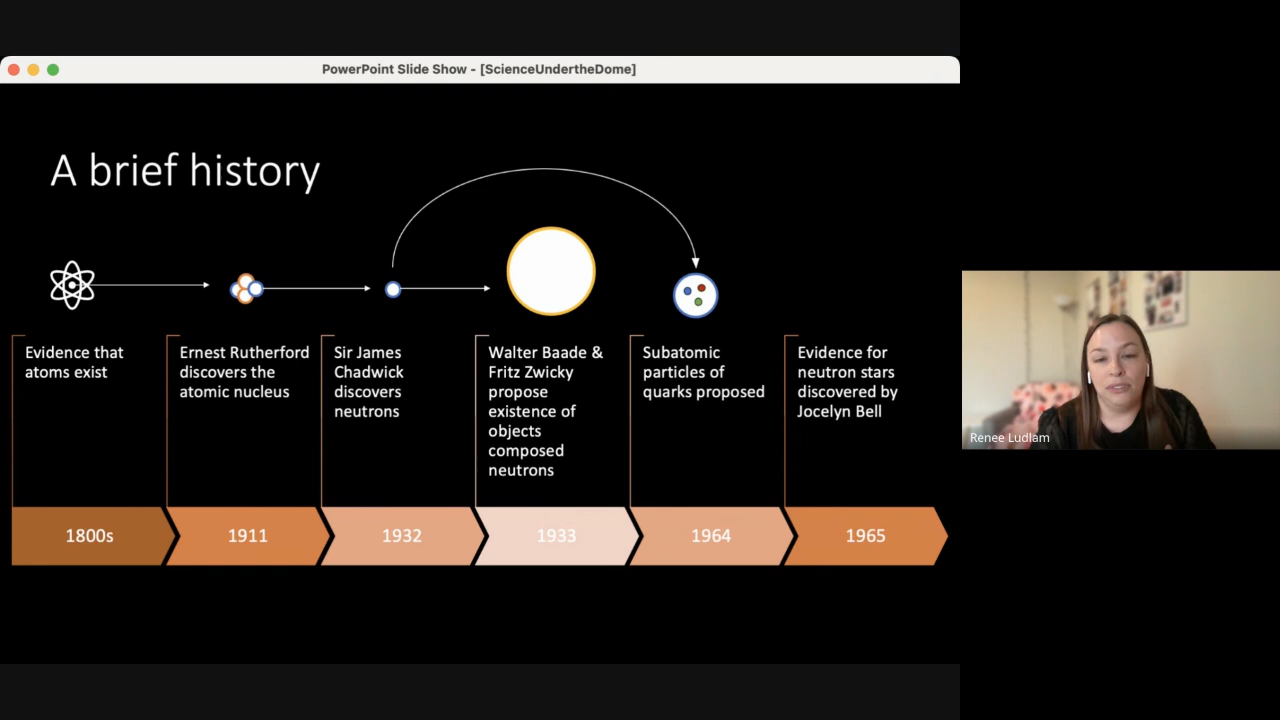 PowerPoint Slide Show - [ScienceUndertheDome]
A brief history
Evidence that
atoms exist
Ernest Rutherford
discovers the
atomic nucleus
Sir James
Chadwick
discovers
neutrons
Walter Baade &
Fritz Zwicky
propose
existence of
objects
composed
neutrons
Subatomic
particles of
quarks proposed
Evidence for
neutron stars
discovered by
Jocelyn Bell
1800s
1911
1932
1933
1964
1965
Renee Ludlam